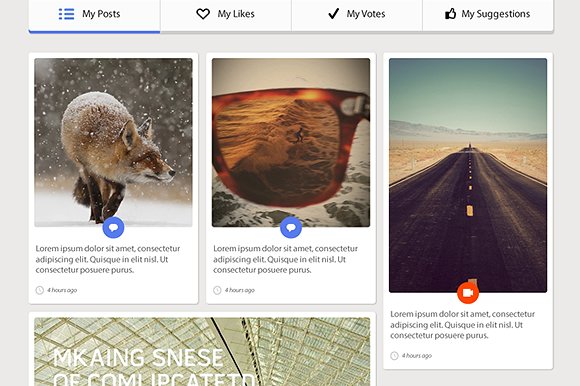 My Posts
My Likes
My Votes
My Suggestions
Lorem ipsum dolor sit amet, consectetur
adipiscing elit. Quisque in elit nisl. Ut
consectetur posuere purus.
4 hours ago
Lorem ipsum dolor sit amet, consectetur
adipiscing elit. Quisque in elit nisl. Ut
consectetur posuere purus.
4 hours ago
Lorem ipsum dolor sit amet, consectetur
adipiscing elit. Quisque in elit nisl. Ut
consectetur posuere purus.
4 hours ago
MKAING SNESE
OF COMLIPCATETD